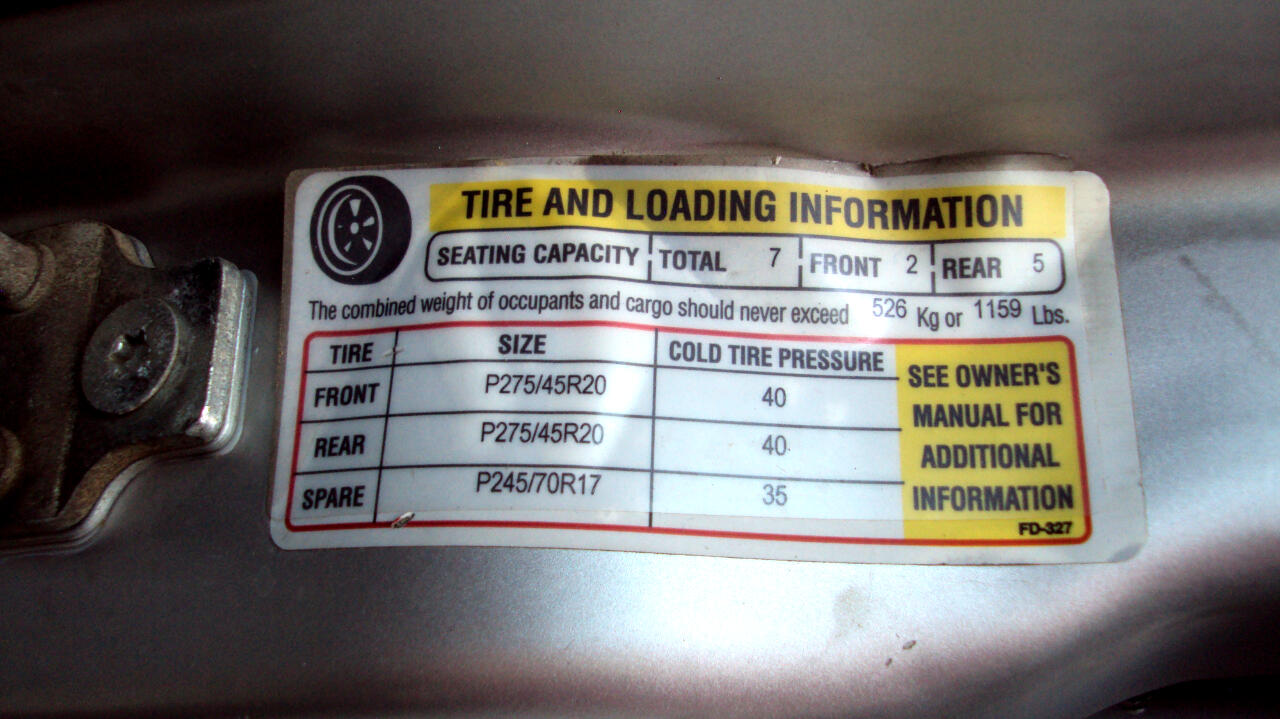 TIRE AND LOADING INFORMATION
SEATING CAPACITY TOTAL 7 FRONT 2 REAR 5
The combined weight of occupants and cargo should never exceed 526 Kg or 1159 Lbs.
TIRE SIZE COLD TIRE PRESSURE
FRONT P275/45R20 40
REAR P275/45R20 40
SPARE P245/70R17 35
SEE OWNER'S
MANUAL FOR
ADDITIONAL
INFORMATION
FD-327